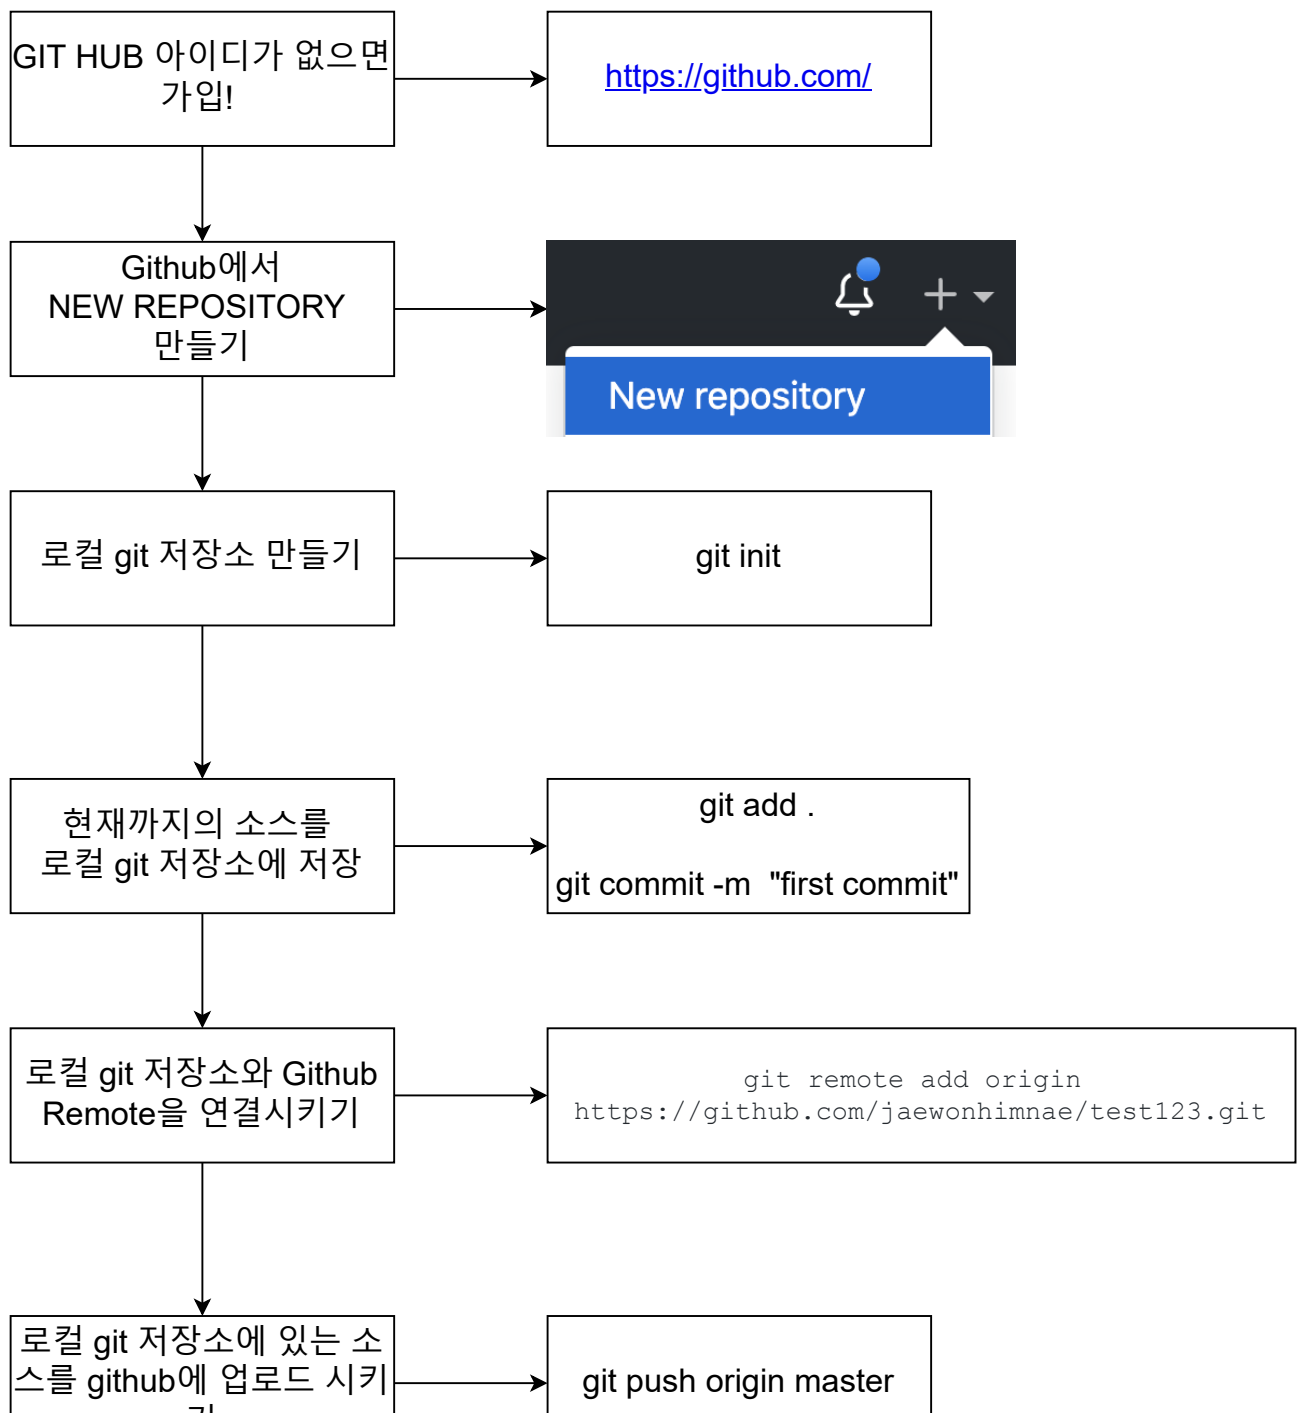 GIT HUB 아이디가 없으면
가입!
https://github.com/
Github에서
NEW REPOSITORY
만들기
New repository
로컬 git 저장소 만들기
git init
현재까지의 소스를
로컬 git 저장소에 저장
git add .
git commit -m  "first commit"
로컬 git 저장소와 Github
Remote을 연결시키기
git remote add origin
https://github.com/jaewonhimnae/test123.git
로컬 git 저장소에 있는 소
스를 github에 업로드 시키
git push origin master